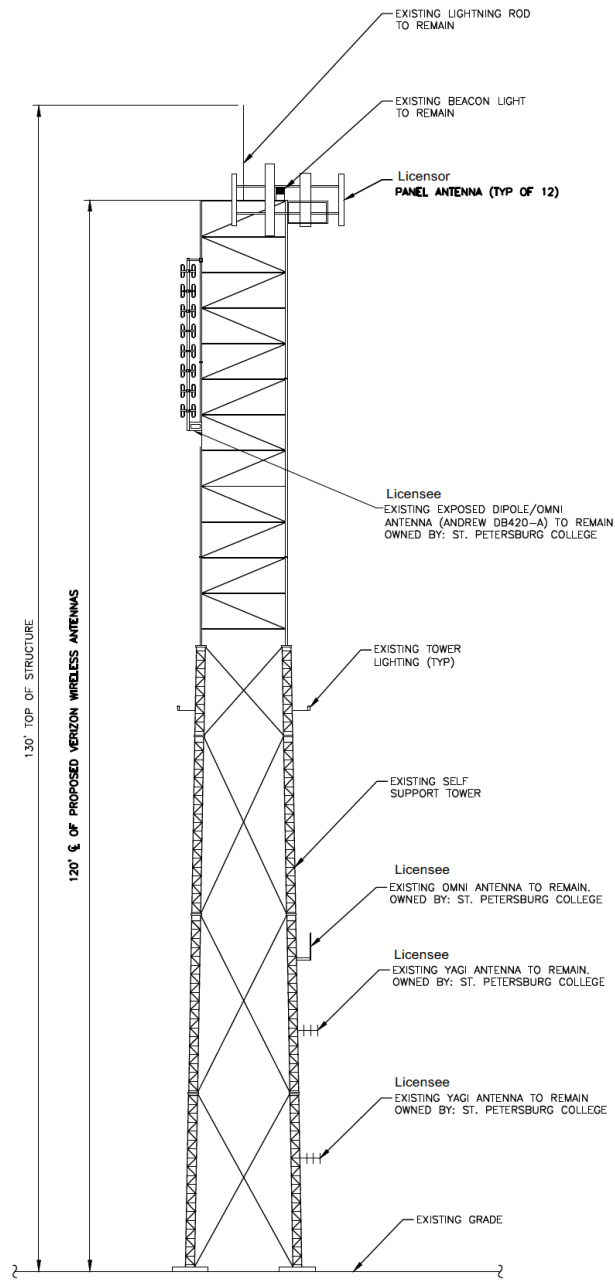 EXISTING LIGHTNING ROD
TO REMAIN
EXISTING BEACON LIGHT
TO REMAIN
Licensor
PANEL ANTENNA (TYP OF 12)
Licensee
EXISTING EXPOSED DIPOLE/OMNI
ANTENNA (ANDREW DB420-A) TO REMAIN
OWNED BY: ST. PETERSBURG COLLEGE
130' TOP OF STRUCTURE
120' ℄ OF PROPOSED VERIZON WIRELESS ANTENNAS
EXISTING TOWER
LIGHTING (TYP)
EXISTING SELF
SUPPORT TOWER
Licensee
EXISTING OMNI ANTENNA TO REMAIN.
OWNED BY: ST. PETERSBURG COLLEGE
Licensee
EXISTING YAGI ANTENNA TO REMAIN.
OWNED BY: ST. PETERSBURG COLLEGE
Licensee
EXISTING YAGI ANTENNA TO REMAIN
OWNED BY: ST. PETERSBURG COLLEGE
EXISTING GRADE